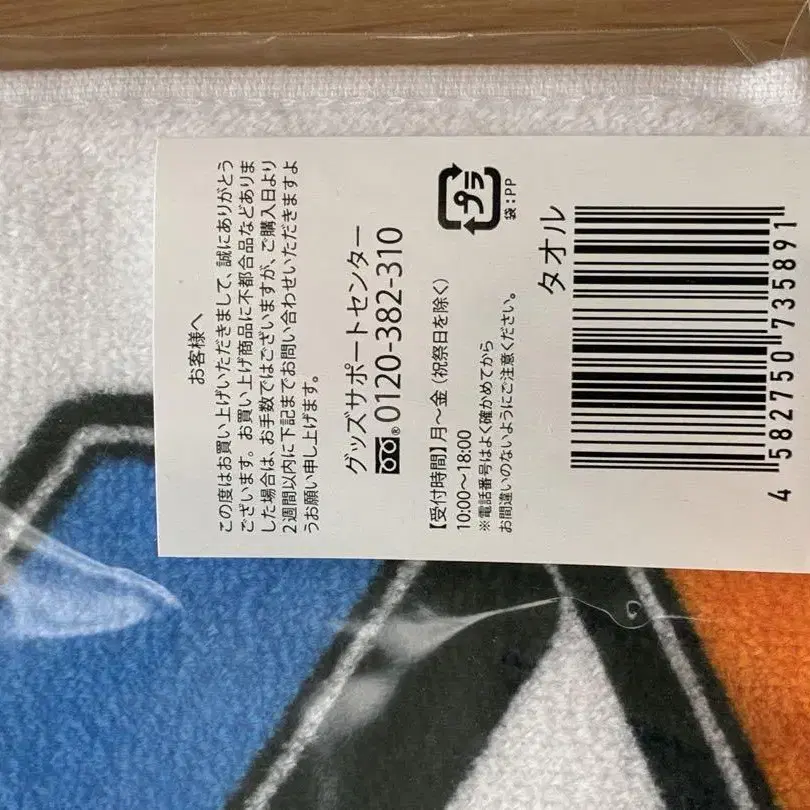 お客様へ
この度はお買い上げいただきまして、誠にありがとう
ございます。お買い上げ商品に不都合品などありま
した場合は、お手数ではございますが、ご購入日より
2週間以内に下記までお問い合わせいただきますよ
うお願い申し上げます。
グッズサポートセンター
0120-382-310
【受付時間】月〜金（祝祭日を除く）
10:00〜18:00
※電話番号はよく確かめてから
お間違いのないようにご注意ください。
プラ
袋：PP
タオル
4 582750 735891